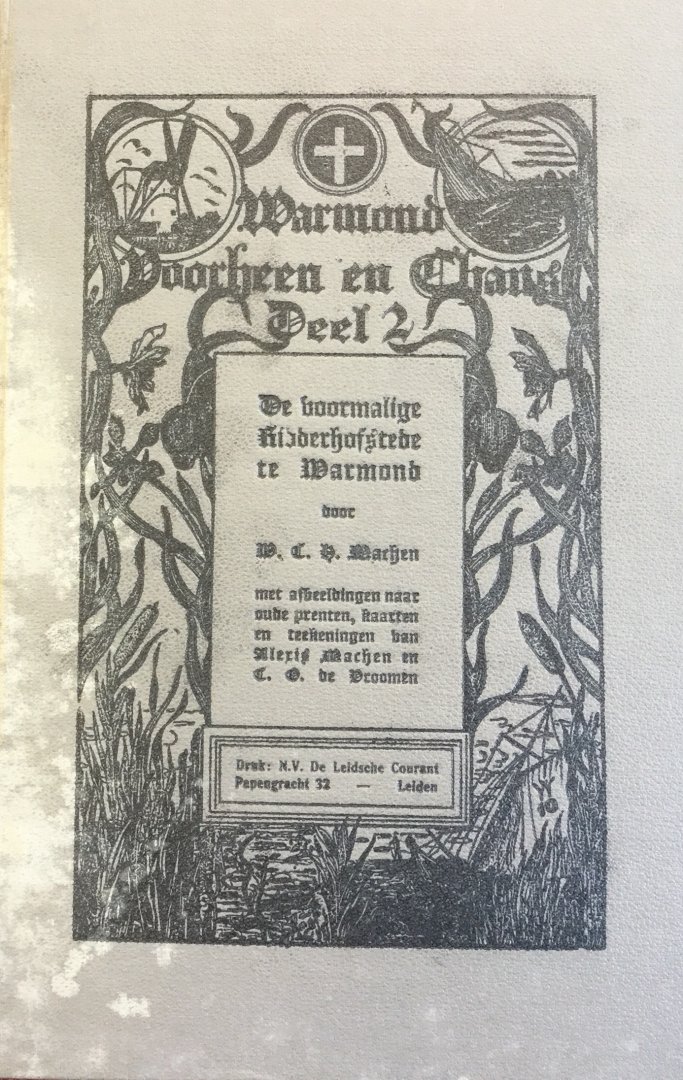 Warmond
Voorheen en Thans
Deel 2
De voormalige
Ridderhofstede
te Warmond
door
W. C. H. Machen
met afbeeldingen naar
oude prenten, kaarten
en teekeningen van
Alexis Machen en
C. O. de Vroomen
Druk: N.V. De Leidsche Courant
Papengracht 32 — Leiden